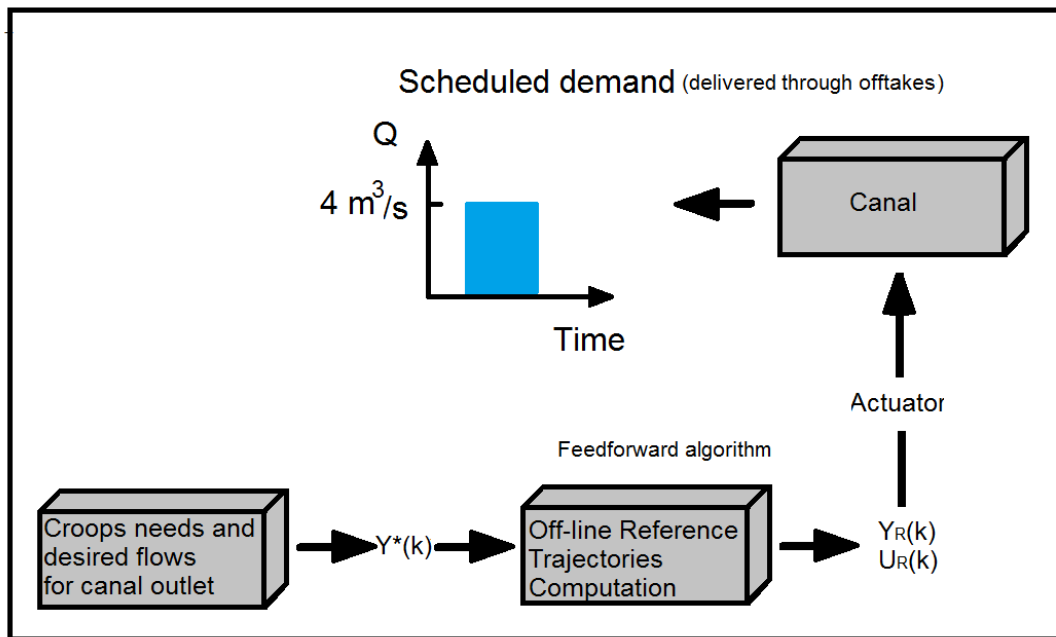 Scheduled demand (delivered through offtakes)
Q
4 m³/s
Time
Canal
Actuator
Feedforward algorithm
Croops needs and
desired flows
for canal outlet
Y*(k)
Off-line Reference
Trajectories
Computation
YR(k)
UR(k)